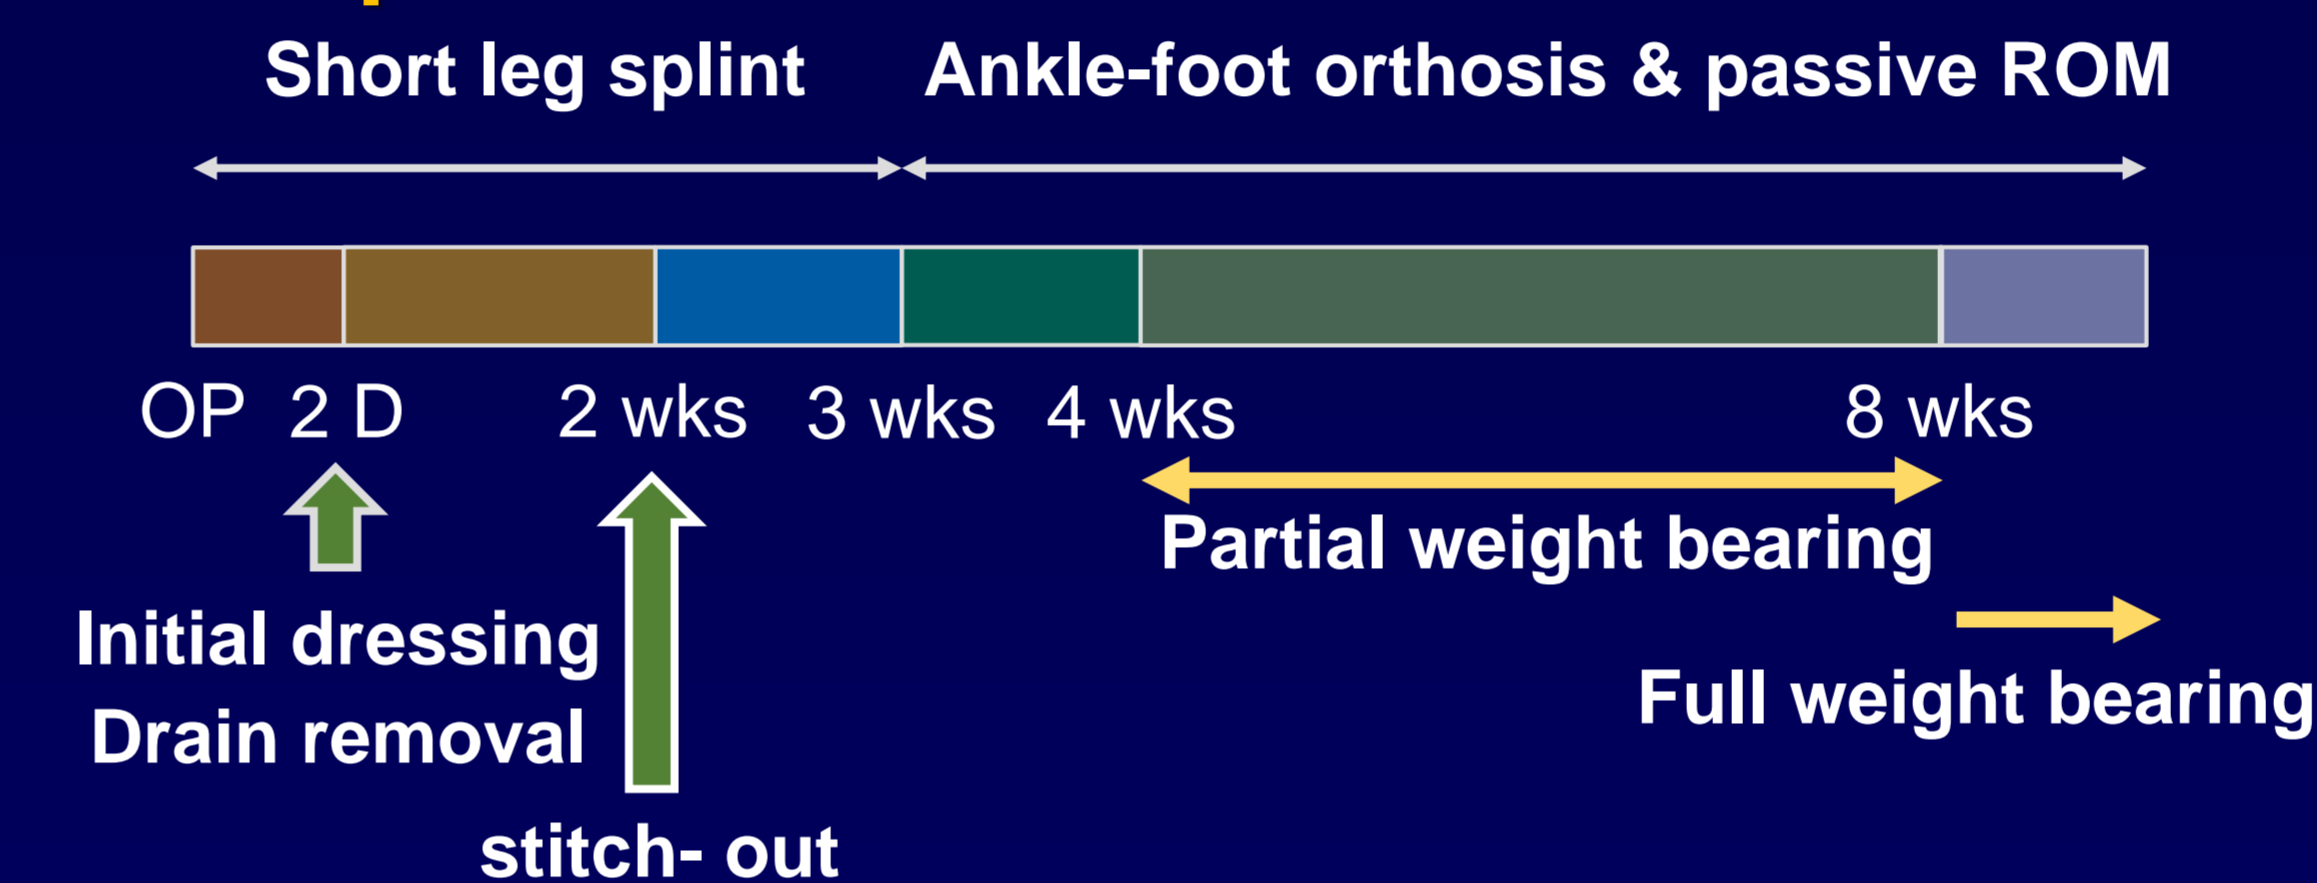 Short leg splint
Ankle-foot orthosis & passive ROM
OP
2 D
2 wks
3 wks
4 wks
8 wks
Partial weight bearing
Initial dressing
Drain removal
Full weight bearing
stitch- out